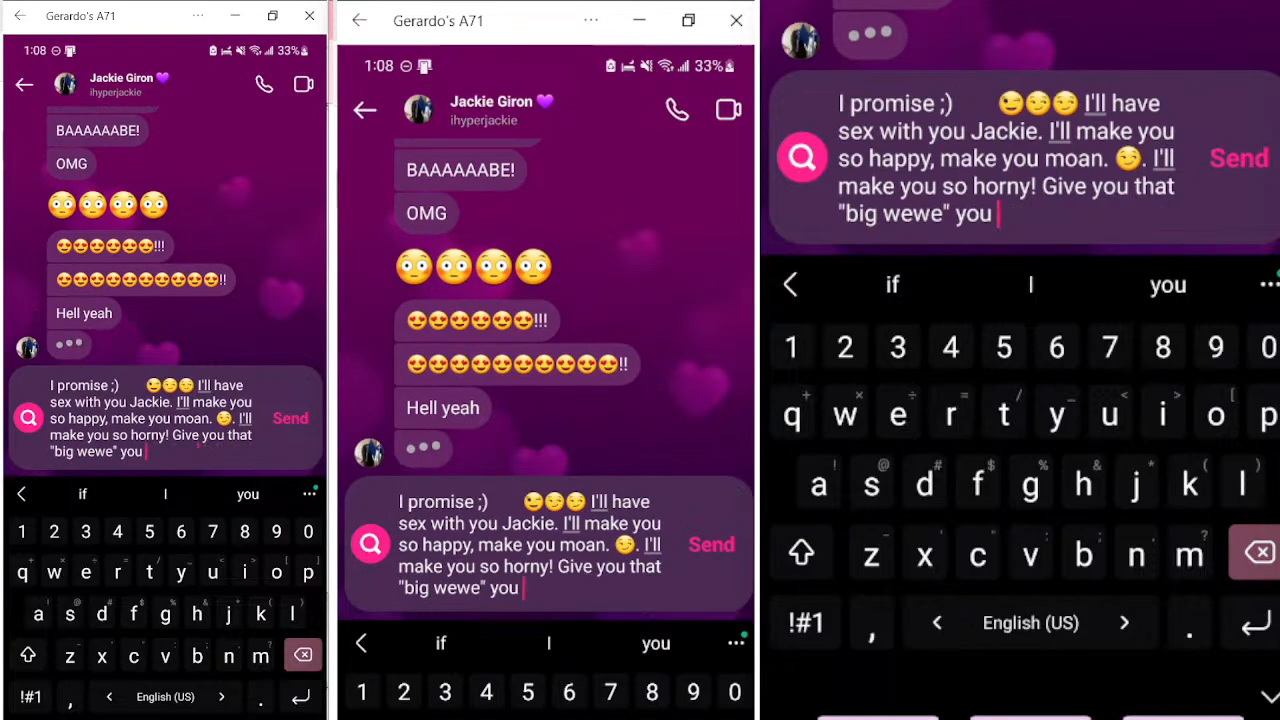 Gerardo's A71
1:08
33%
Jackie Giron 💜
ihyperjackie
BAAAAAABE!
OMG
😳😳😳😳
😍😍😍😍😍😍!!!
😍😍😍😍😍😍😍😍😍😍!!
Hell yeah
I promise ;) 😉😏😏 I'll have
sex with you Jackie. I'll make you
so happy, make you moan. 😏. I'll
make you so horny! Give you that
"big wewe" you
Send
if I you
1 2 3 4 5 6 7 8 9 0
q w e r t y u i o p
a s d f g h j k l
z x c v b n m
!#1 , < English (US) > .
Gerardo's A71
1:08
33%
Jackie Giron 💜
ihyperjackie
BAAAAAABE!
OMG
😳😳😳😳
😍😍😍😍😍😍!!!
😍😍😍😍😍😍😍😍😍😍!!
Hell yeah
I promise ;) 😉😏😏 I'll have
sex with you Jackie. I'll make you
so happy, make you moan. 😏. I'll
make you so horny! Give you that
"big wewe" you
Send
if I you
1 2 3 4 5 6 7 8 9 0
I promise ;) 😉😏😏 I'll have
sex with you Jackie. I'll make you
so happy, make you moan. 😏. I'll
make you so horny! Give you that
"big wewe" you
Send
if I you
1 2 3 4 5 6 7 8 9 0
q w e r t y u i o p
a s d f g h j k l
z x c v b n m
!#1 , < English (US) > .